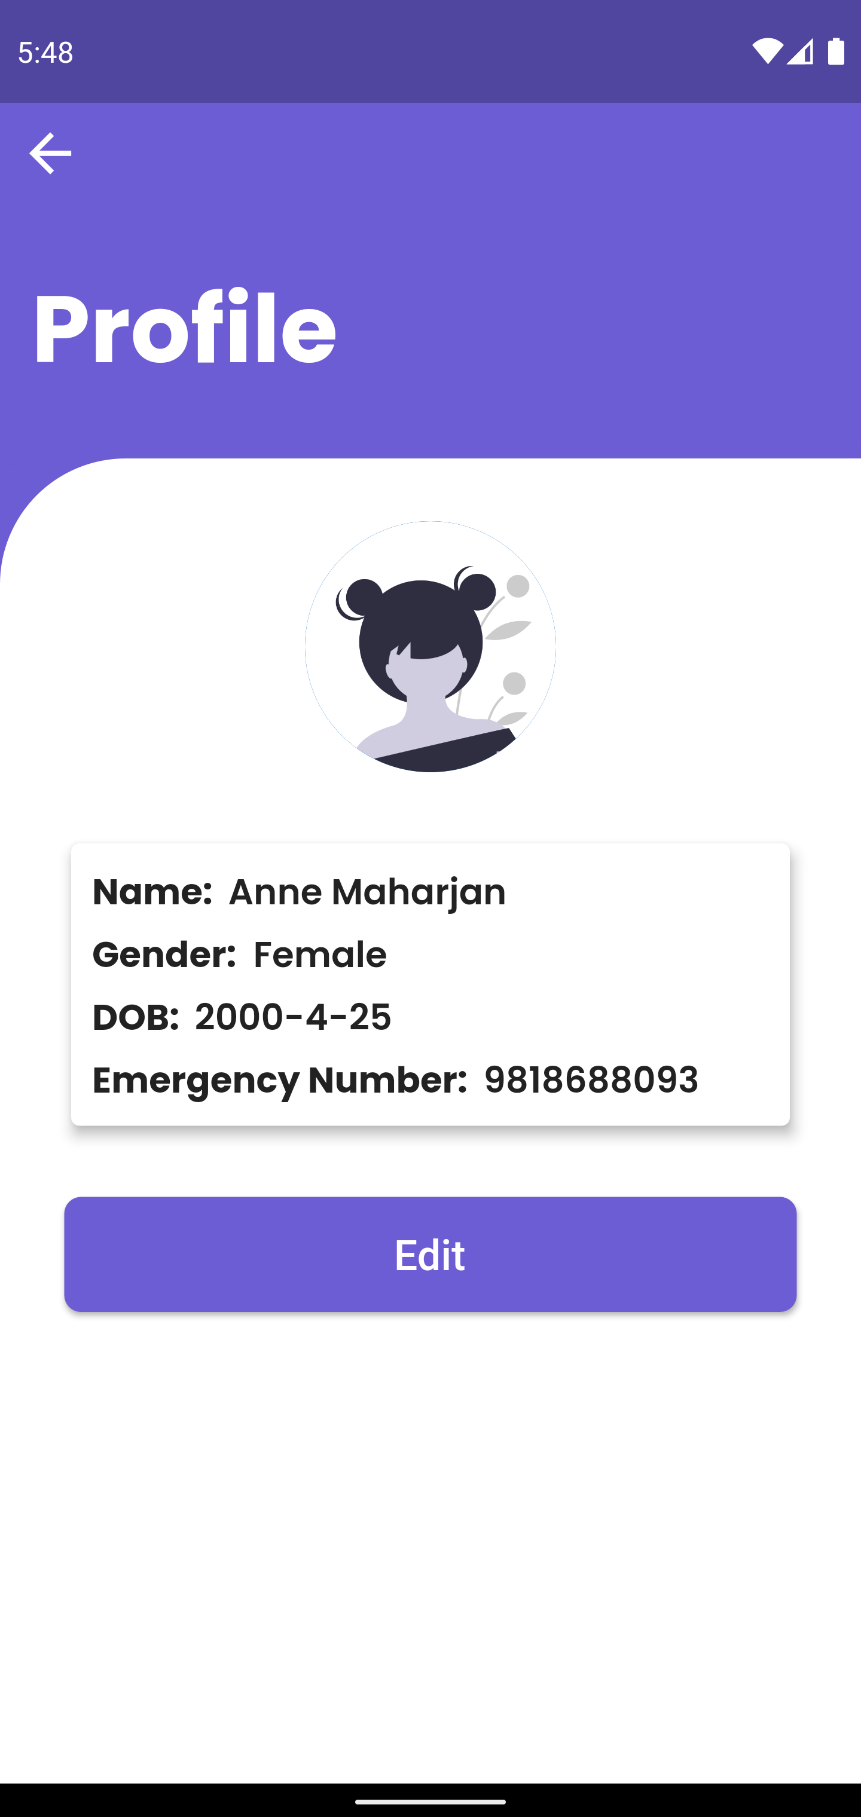 5:48
Profile
Name: Anne Maharjan
Gender: Female
DOB: 2000-4-25
Emergency Number: 9818688093
Edit